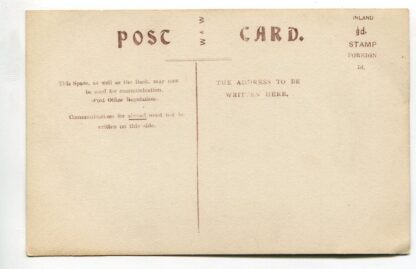 POST CARD.
W & W
INLAND
½d.
STAMP
FOREIGN
1d.
This Space, as well as the Back, may now
be used for communication.
(Post Office Regulation.
Communications for abroad must not be
written on this side.
THE ADDRESS TO BE
WRITTEN HERE.